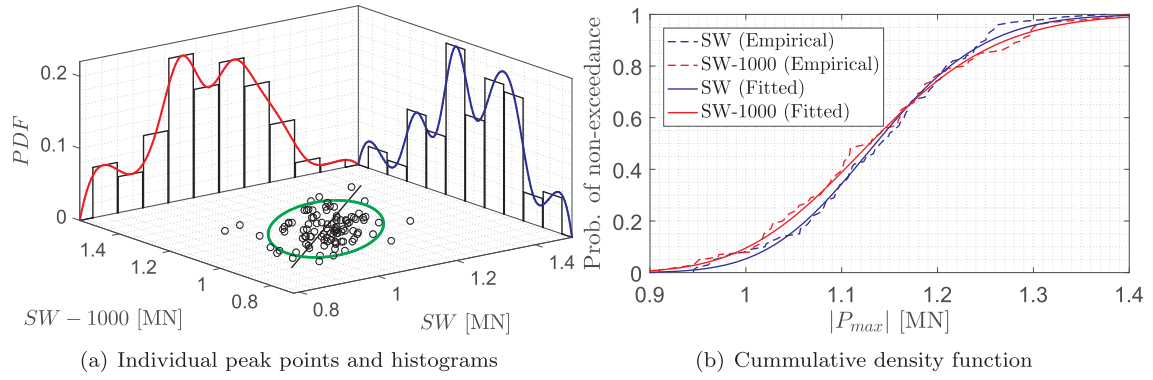 PDF
0.2
0.1
0
1.4
1.2
1
0.8
SW − 1000 [MN]
0.8
1
1.2
1.4
SW [MN]
(a) Individual peak points and histograms
Prob. of non-exceedance
1
0.8
0.6
0.4
0.2
0
SW (Empirical)
SW-1000 (Empirical)
SW (Fitted)
SW-1000 (Fitted)
0.9
1
1.1
1.2
1.3
1.4
|P_max| [MN]
(b) Cummulative density function